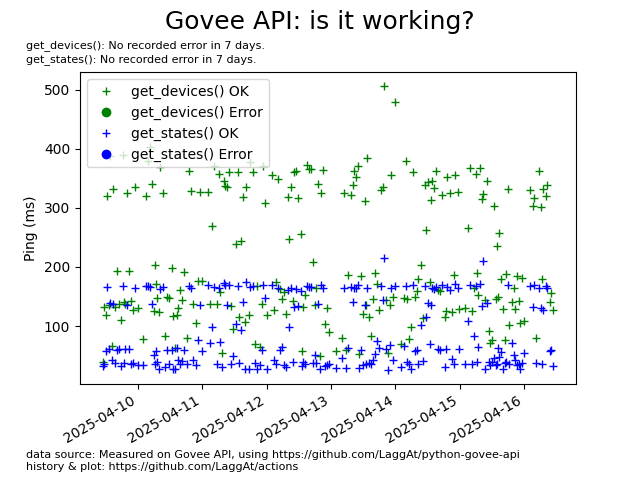 Govee API: is it working?
get_devices(): No recorded error in 7 days.
get_states(): No recorded error in 7 days.
get_devices() OK
get_devices() Error
get_states() OK
get_states() Error
500
400
300
200
100
Ping (ms)
2025-04-10
2025-04-11
2025-04-12
2025-04-13
2025-04-14
2025-04-15
2025-04-16
data source: Measured on Govee API, using https://github.com/LaggAt/python-govee-api
history & plot: https://github.com/LaggAt/actions